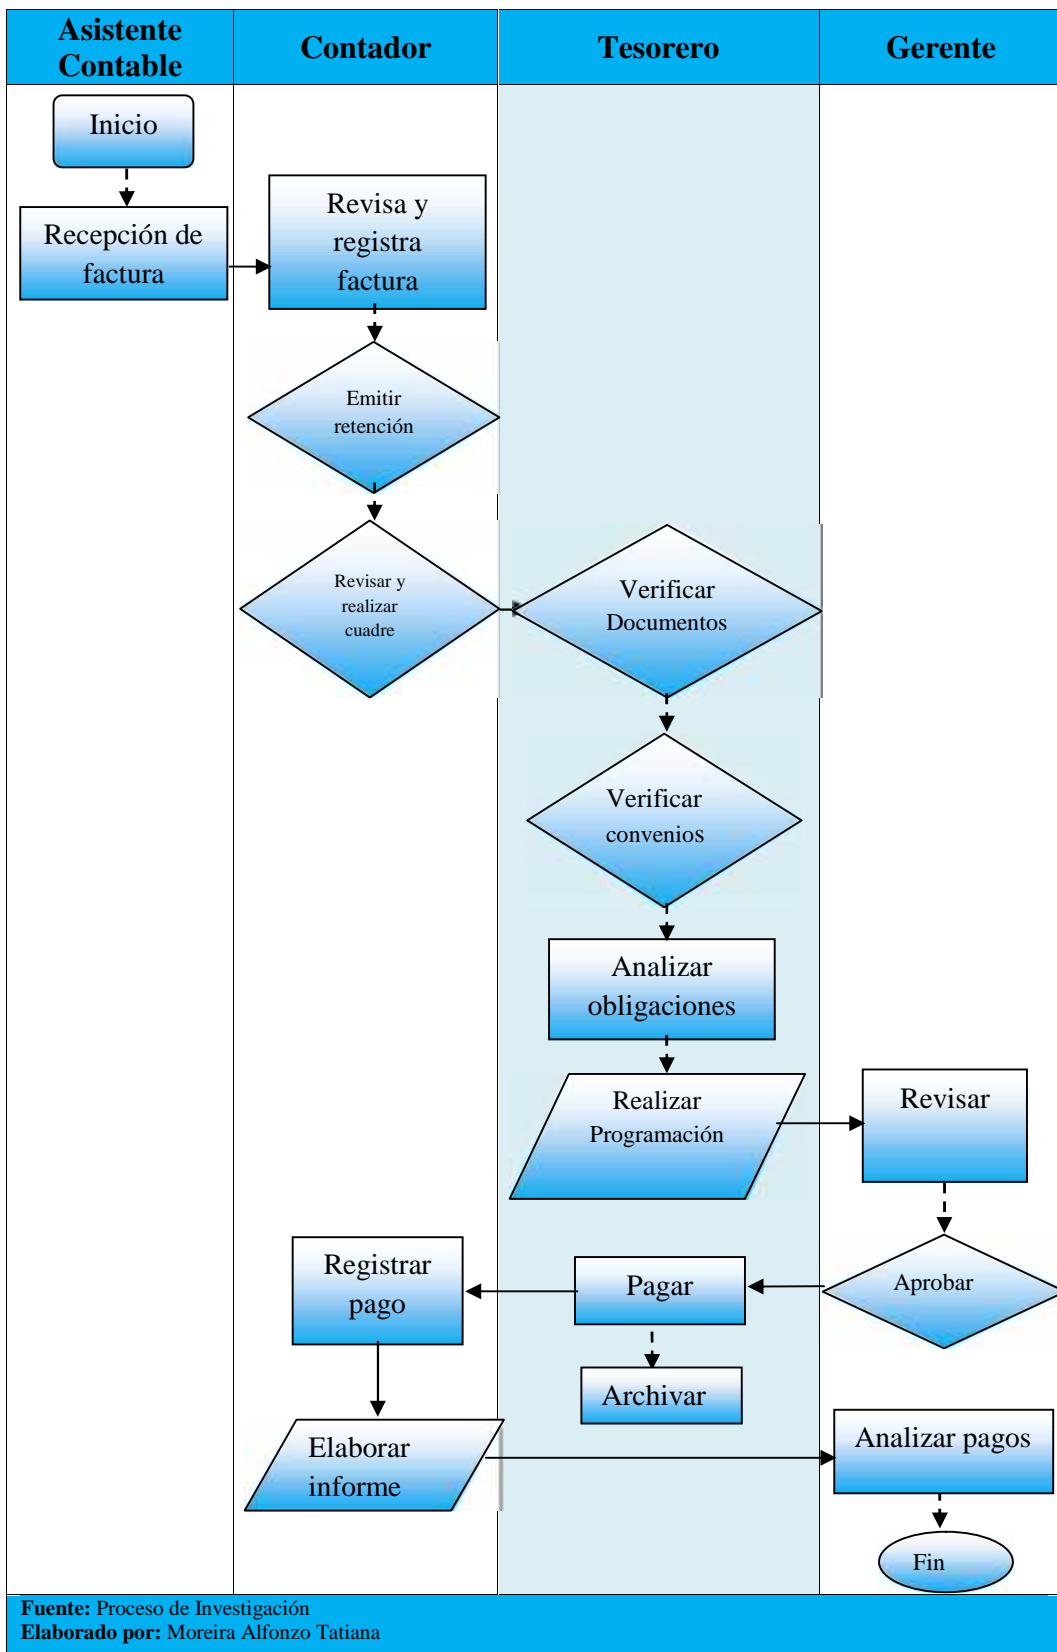 Asistente
Contable
Contador
Tesorero
Gerente
Inicio
Recepción de
factura
Revisa y
registra
factura
Emitir
retención
Revisar y
realizar
cuadre
Verificar
Documentos
Verificar
convenios
Analizar
obligaciones
Realizar
Programación
Revisar
Aprobar
Pagar
Registrar
pago
Archivar
Elaborar
informe
Analizar pagos
Fin
Fuente: Proceso de Investigación
Elaborado por: Moreira Alfonzo Tatiana